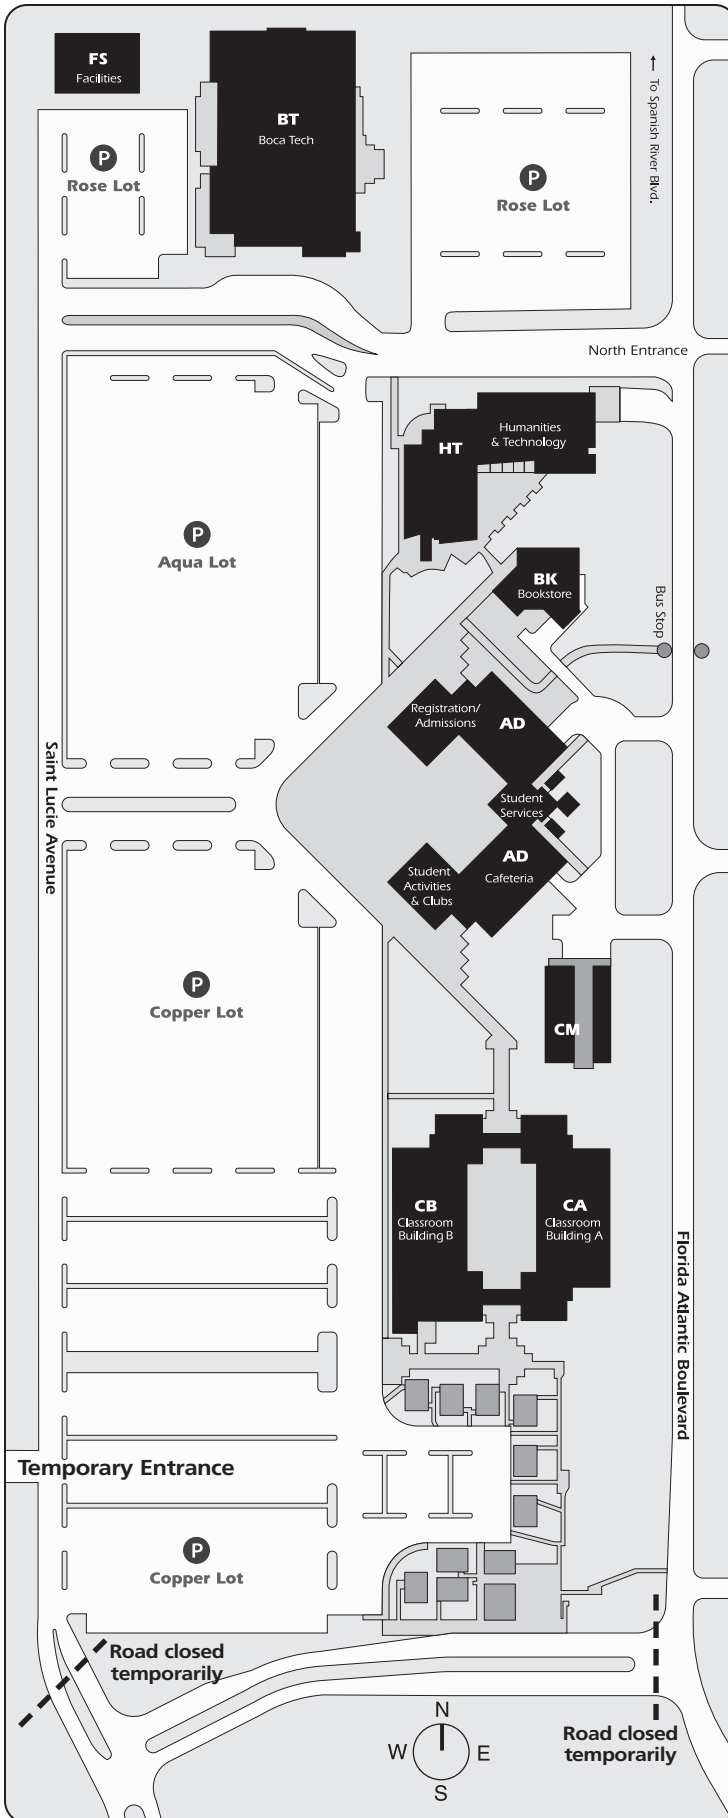 FS
Facilities
BT
Boca Tech
P
Rose Lot
P
Rose Lot
← To Spanish River Blvd.
North Entrance
Humanities
& Technology
HT
P
Aqua Lot
BK
Bookstore
Bus Stop
Registration/
Admissions
AD
Student
Services
Saint Lucie Avenue
AD
Cafeteria
Student
Activities
& Clubs
P
Copper Lot
CM
CB
Classroom
Building B
CA
Classroom
Building A
Florida Atlantic Boulevard
Temporary Entrance
P
Copper Lot
Road closed
temporarily
N
W
E
S
Road closed
temporarily